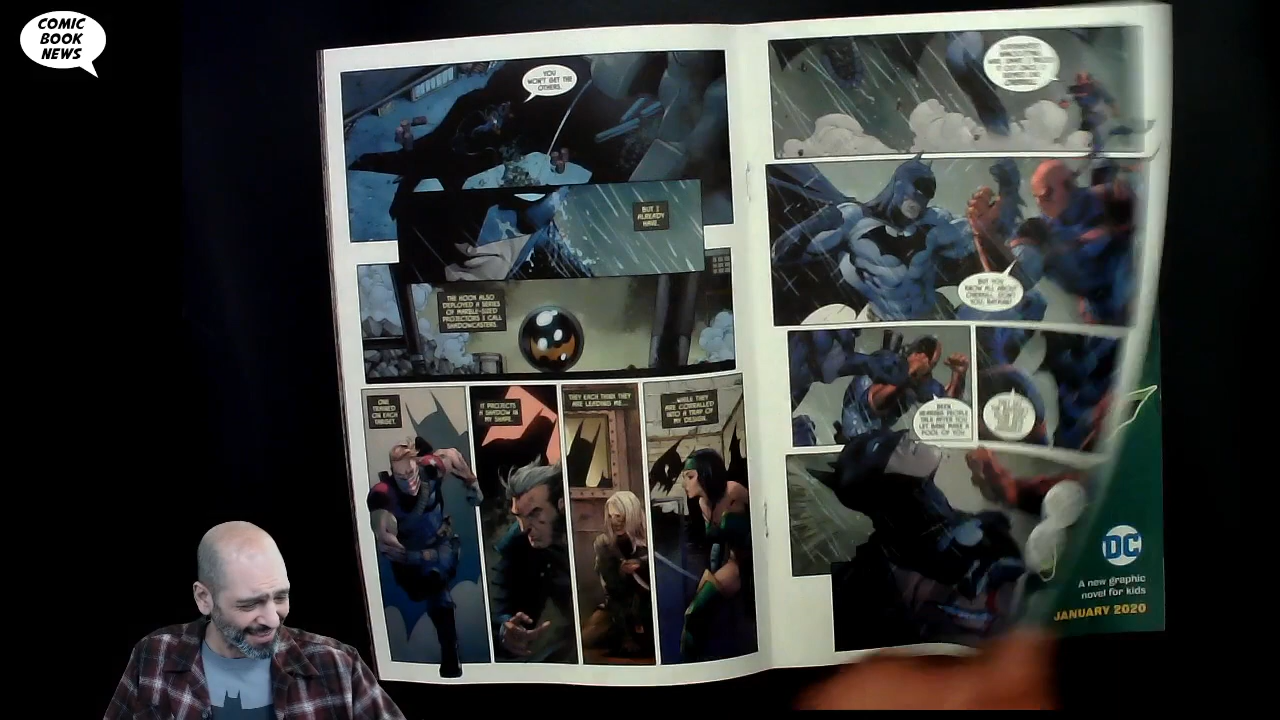 COMIC
BOOK
NEWS
YOU
WON'T GET THE
OTHERS.
BUT I
ALREADY
HAVE.
THE MOON ALSO
DEPLOYED A SERIES
OF MARBLE-SIZED
PROTECTORS I CALL
SHADOWCASTERS.
ONE
TRAINED
ON EACH
TARGET.
IT PROJECTS
A SHADOW IN
MY SHAPE.
THEY EACH THINK THEY
ARE LEADING ME...
...WHILE THEY
ARE CORRALLED
INTO A TRAP OF
MY DESIGN.
BUT YOU
KNOW ALL ABOUT
OVERKILL, DON'T
YOU, BATMAN?
BEEN
HEARING PEOPLE
TALK AFTER YOU
LET BANE MAKE A
FOOL OF YOU.
DC
A new graphic
novel for kids
JANUARY 2020